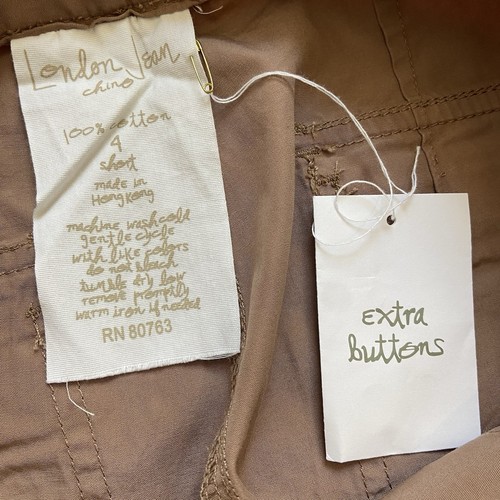 London Jean
chino
100% cotton
4
short
made in
Hong Kong
machine wash cold
gentle cycle
with like colors
do not bleach
tumble dry low
remove promptly
warm iron if needed
RN 80763
extra
buttons